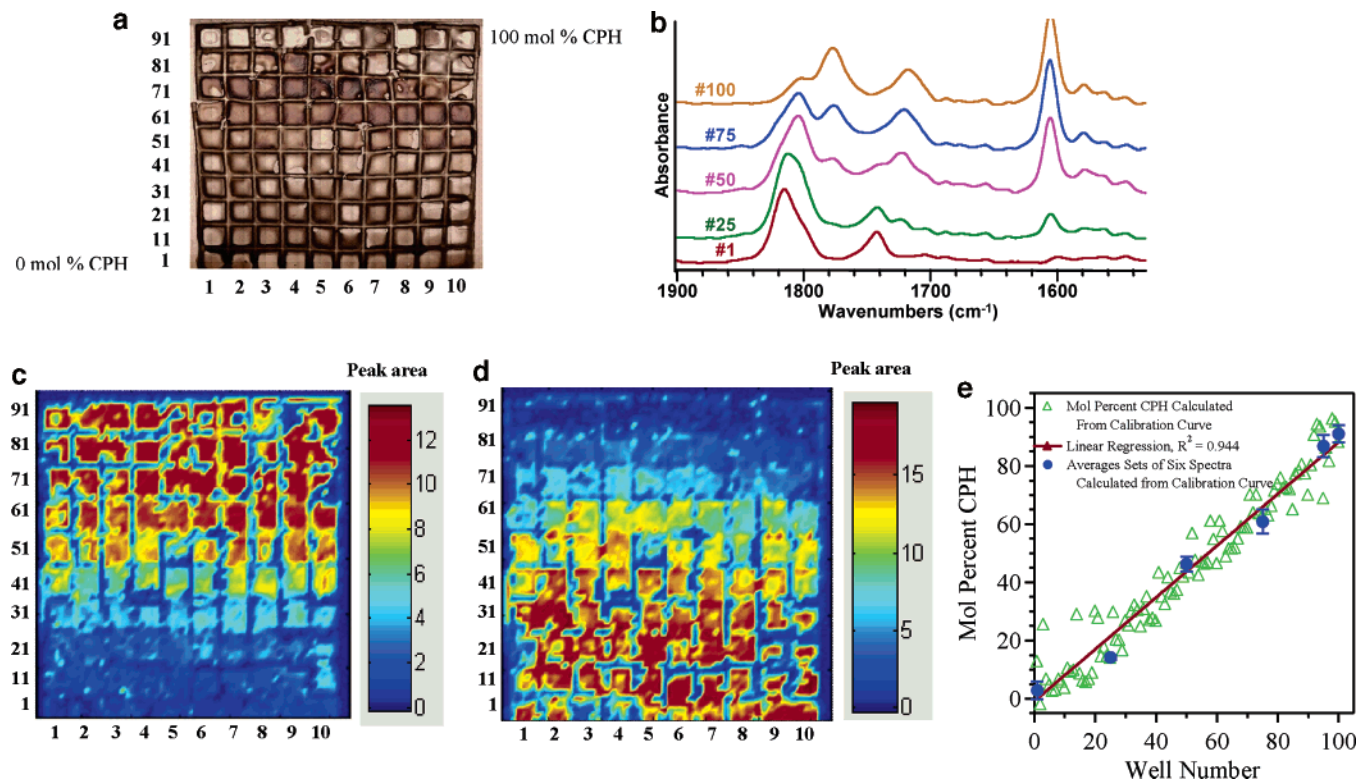 a
91
81
71
61
51
41
31
21
11
1
100 mol % CPH
0 mol % CPH
1 2 3 4 5 6 7 8 9 10
b
Absorbance
#100
#75
#50
#25
#1
1900 1800 1700 1600
Wavenumbers (cm⁻¹)
c
Peak area
91
81
71
61
51
41
31
21
11
1
1 2 3 4 5 6 7 8 9 10
12
10
8
6
4
2
0
d
Peak area
91
81
71
61
51
41
31
21
11
1
1 2 3 4 5 6 7 8 9 10
15
10
5
0
e
Mol Percent CPH
100
80
60
40
20
0
Mol Percent CPH Calculated
From Calibration Curve
Linear Regression, R² = 0.944
Averages Sets of Six Spectra
Calculated from Calibration Curve
0 20 40 60 80 100
Well Number